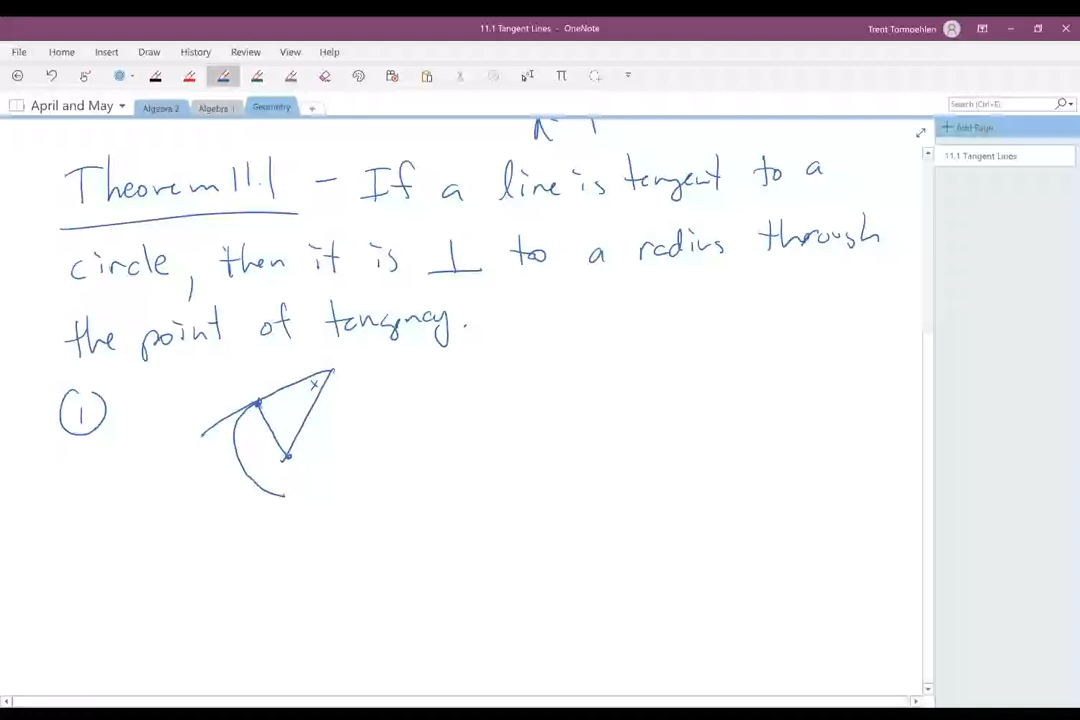 11.1 Tangent Lines - OneNote
Trent Tormoehlen
File Home Insert Draw History Review View Help
April and May Algebra 2 Algebra 1 Geometry +
Search (Ctrl+E)
+ Add Page
11.1 Tangent Lines
Theorem 11.1 - If a line is tangent to a
circle, then it is ⊥ to a radius through
the point of tangency.
1
x